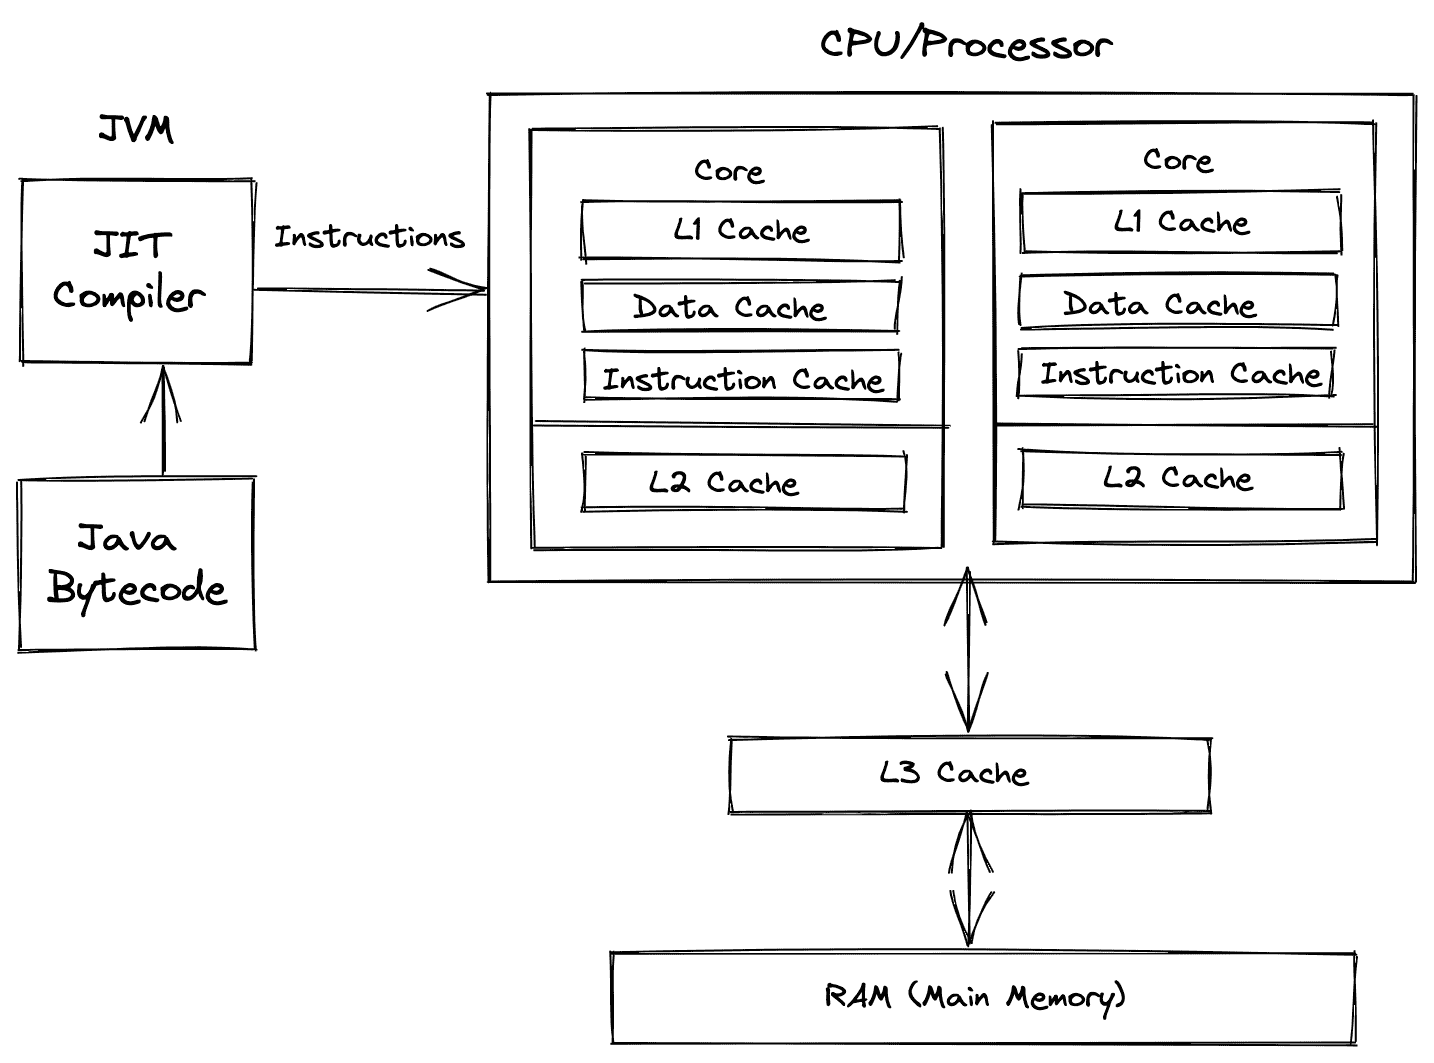 CPU/Processor
JVM
JIT
Compiler
Instructions
Java
Bytecode
Core
L1 Cache
Data Cache
Instruction Cache
L2 Cache
Core
L1 Cache
Data Cache
Instruction Cache
L2 Cache
L3 Cache
RAM (Main Memory)